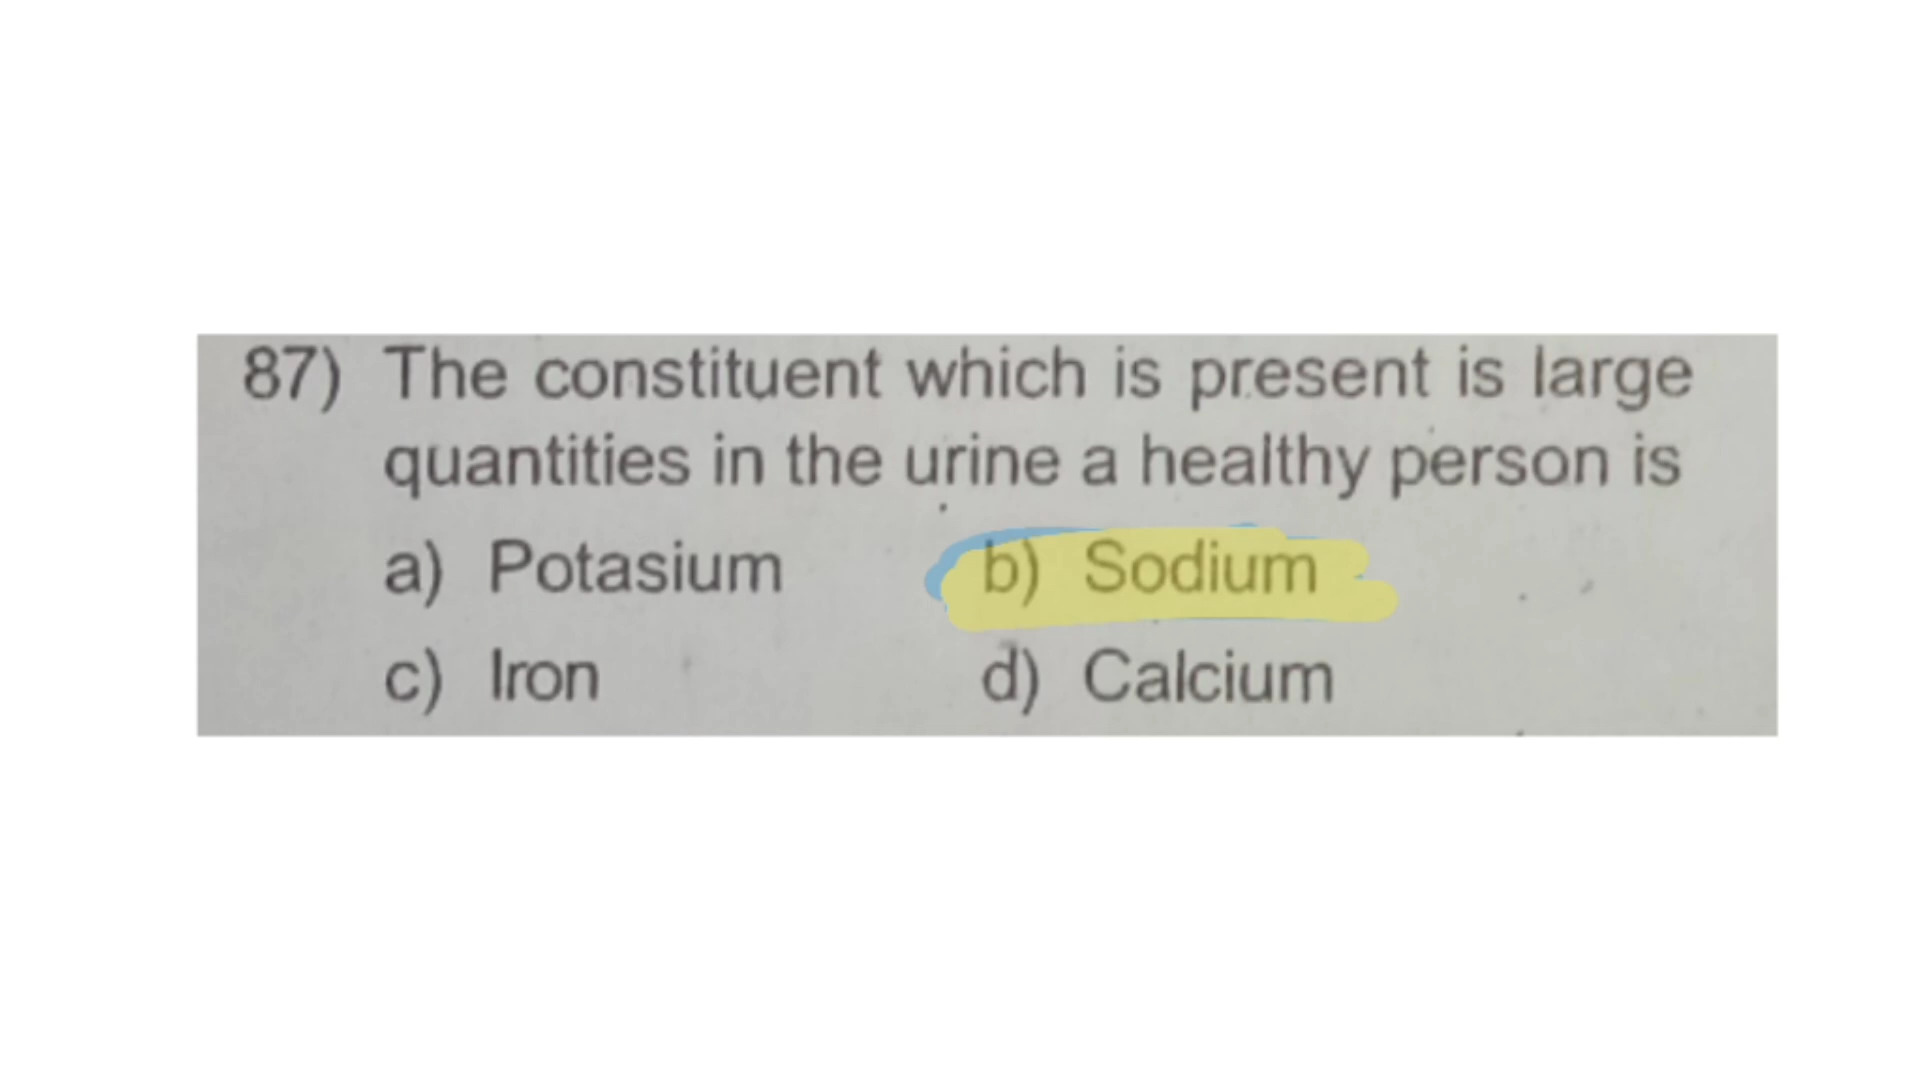 87) The constituent which is present is large
quantities in the urine a healthy person is
a) Potasium b) Sodium
c) Iron d) Calcium